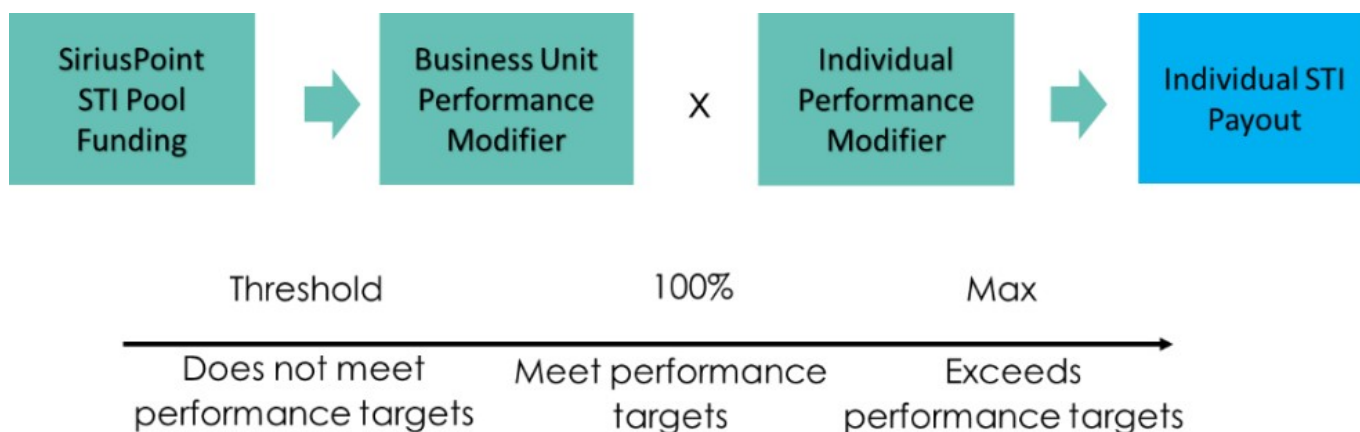 SiriusPoint
STI Pool
Funding
Business Unit
Performance
Modifier
X
Individual
Performance
Modifier
Individual STI
Payout
Threshold
100%
Max
Does not meet
performance targets
Meet performance
targets
Exceeds
performance targets